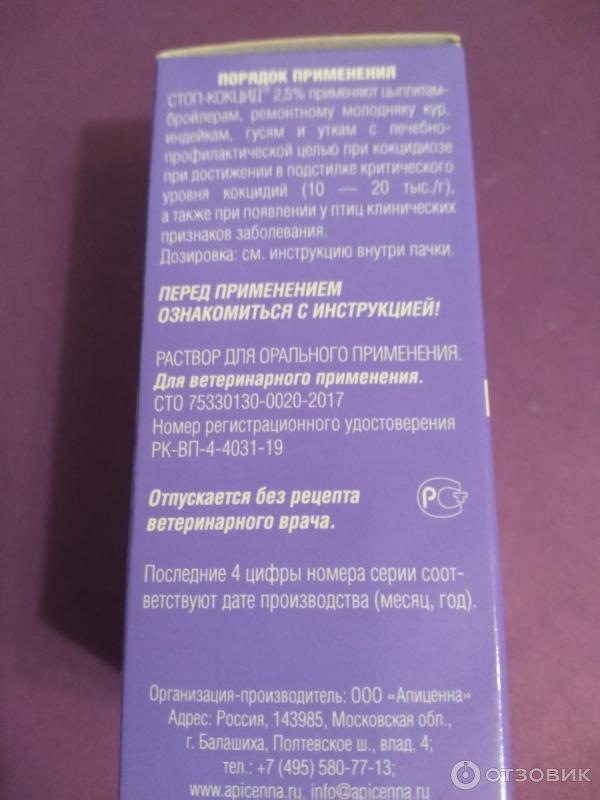 ПОРЯДОК ПРИМЕНЕНИЯ
СТОП-КОКЦИД® 2,5% применяют цыплятам-
бройлерам, ремонтному молодняку кур,
индейкам, гусям и уткам с лечебно-
профилактической целью при кокцидиозе
при достижении в подстилке критического
уровня кокцидий (10 — 20 тыс./г),
а также при появлении у птиц клинических
признаков заболевания.
Дозировка: см. инструкцию внутри пачки.
ПЕРЕД ПРИМЕНЕНИЕМ
ОЗНАКОМИТЬСЯ С ИНСТРУКЦИЕЙ!
РАСТВОР ДЛЯ ОРАЛЬНОГО ПРИМЕНЕНИЯ.
Для ветеринарного применения.
СТО 75330130-0020-2017
Номер регистрационного удостоверения
РК-ВП-4-4031-19
Отпускается без рецепта
ветеринарного врача.
РСТ
Последние 4 цифры номера серии соот-
ветствуют дате производства (месяц, год).
Организация-производитель: ООО «Апиценна»
Адрес: Россия, 143985, Московская обл.,
г. Балашиха, Полтевское ш., влад. 4;
тел.: +7 (495) 580-77-13;
www.apicenna.ru, info@apicenna.ru
ОТЗОВИК